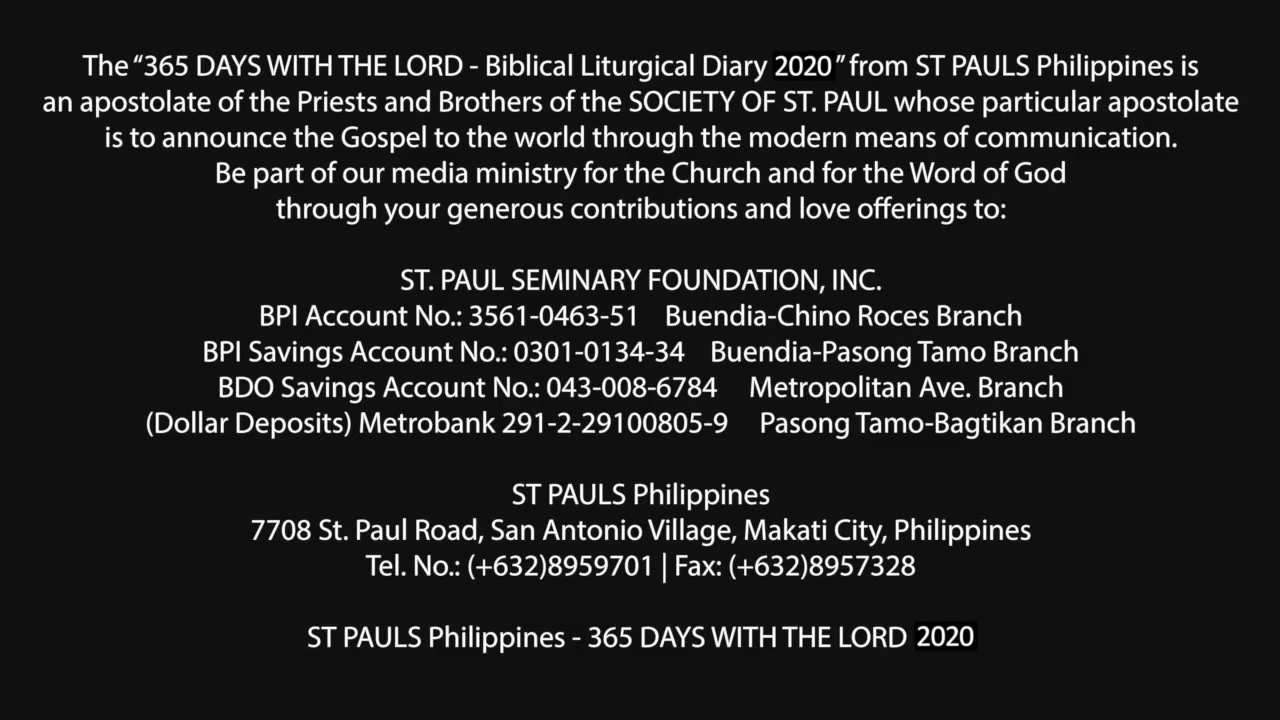 The “365 DAYS WITH THE LORD - Biblical Liturgical Diary 2020” from ST PAULS Philippines is
an apostolate of the Priests and Brothers of the SOCIETY OF ST. PAUL whose particular apostolate
is to announce the Gospel to the world through the modern means of communication.
Be part of our media ministry for the Church and for the Word of God
through your generous contributions and love offerings to:
ST. PAUL SEMINARY FOUNDATION, INC.
BPI Account No.: 3561-0463-51 Buendia-Chino Roces Branch
BPI Savings Account No.: 0301-0134-34 Buendia-Pasong Tamo Branch
BDO Savings Account No.: 043-008-6784 Metropolitan Ave. Branch
(Dollar Deposits) Metrobank 291-2-29100805-9 Pasong Tamo-Bagtikan Branch
ST PAULS Philippines
7708 St. Paul Road, San Antonio Village, Makati City, Philippines
Tel. No.: (+632)8959701 | Fax: (+632)8957328
ST PAULS Philippines - 365 DAYS WITH THE LORD 2020